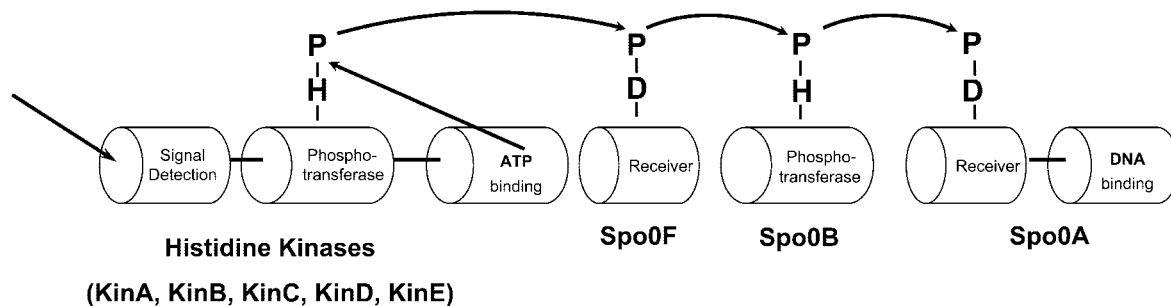 P P P P
H D H D
Signal
Detection
Phospho-
transferase
ATP
binding
Receiver
Phospho-
transferase
Receiver
DNA
binding
Histidine Kinases
(KinA, KinB, KinC, KinD, KinE)
Spo0F
Spo0B
Spo0A